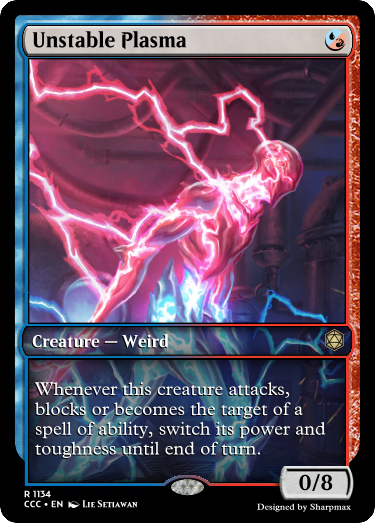 Unstable Plasma
Creature — Weird
Whenever this creature attacks,
blocks or becomes the target of a
spell of ability, switch its power and
toughness until end of turn.
0/8
R 1134
CCC • EN Lie Setiawan
Designed by Sharpmax